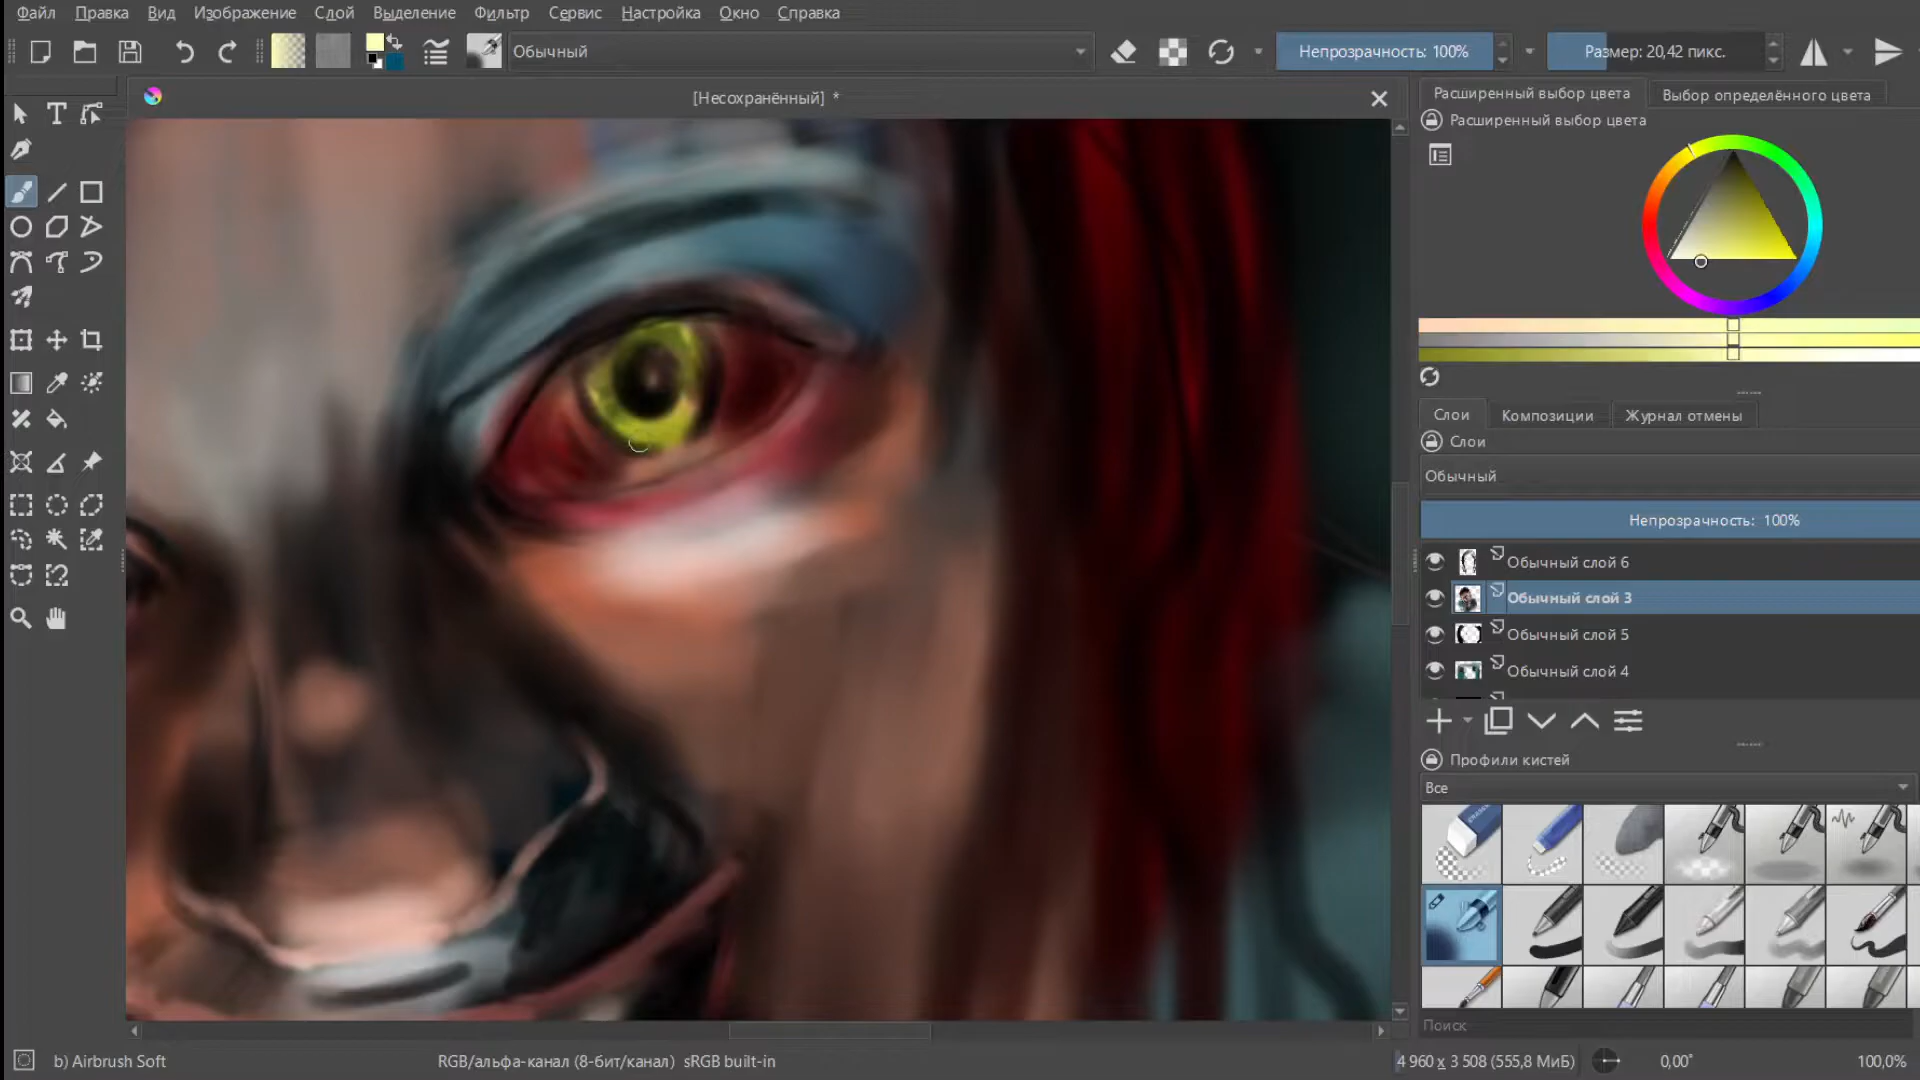 Файл Правка Вид Изображение Слой Выделение Фильтр Сервис Настройка Окно Справка
Обычный Непрозрачность: 100% Размер: 20,42 пикс.
[Несохранённый] *
Расширенный выбор цвета Выбор определённого цвета
Расширенный выбор цвета
Слои Композиции Журнал отмены
Слои
Обычный
Непрозрачность: 100%
Обычный слой 6
Обычный слой 3
Обычный слой 5
Обычный слой 4
Профили кистей
Все
Поиск
b) Airbrush Soft RGB/альфа-канал (8-бит/канал) sRGB built-in 4 960 x 3 508 (555,8 МиБ) 0,00° 100,0%